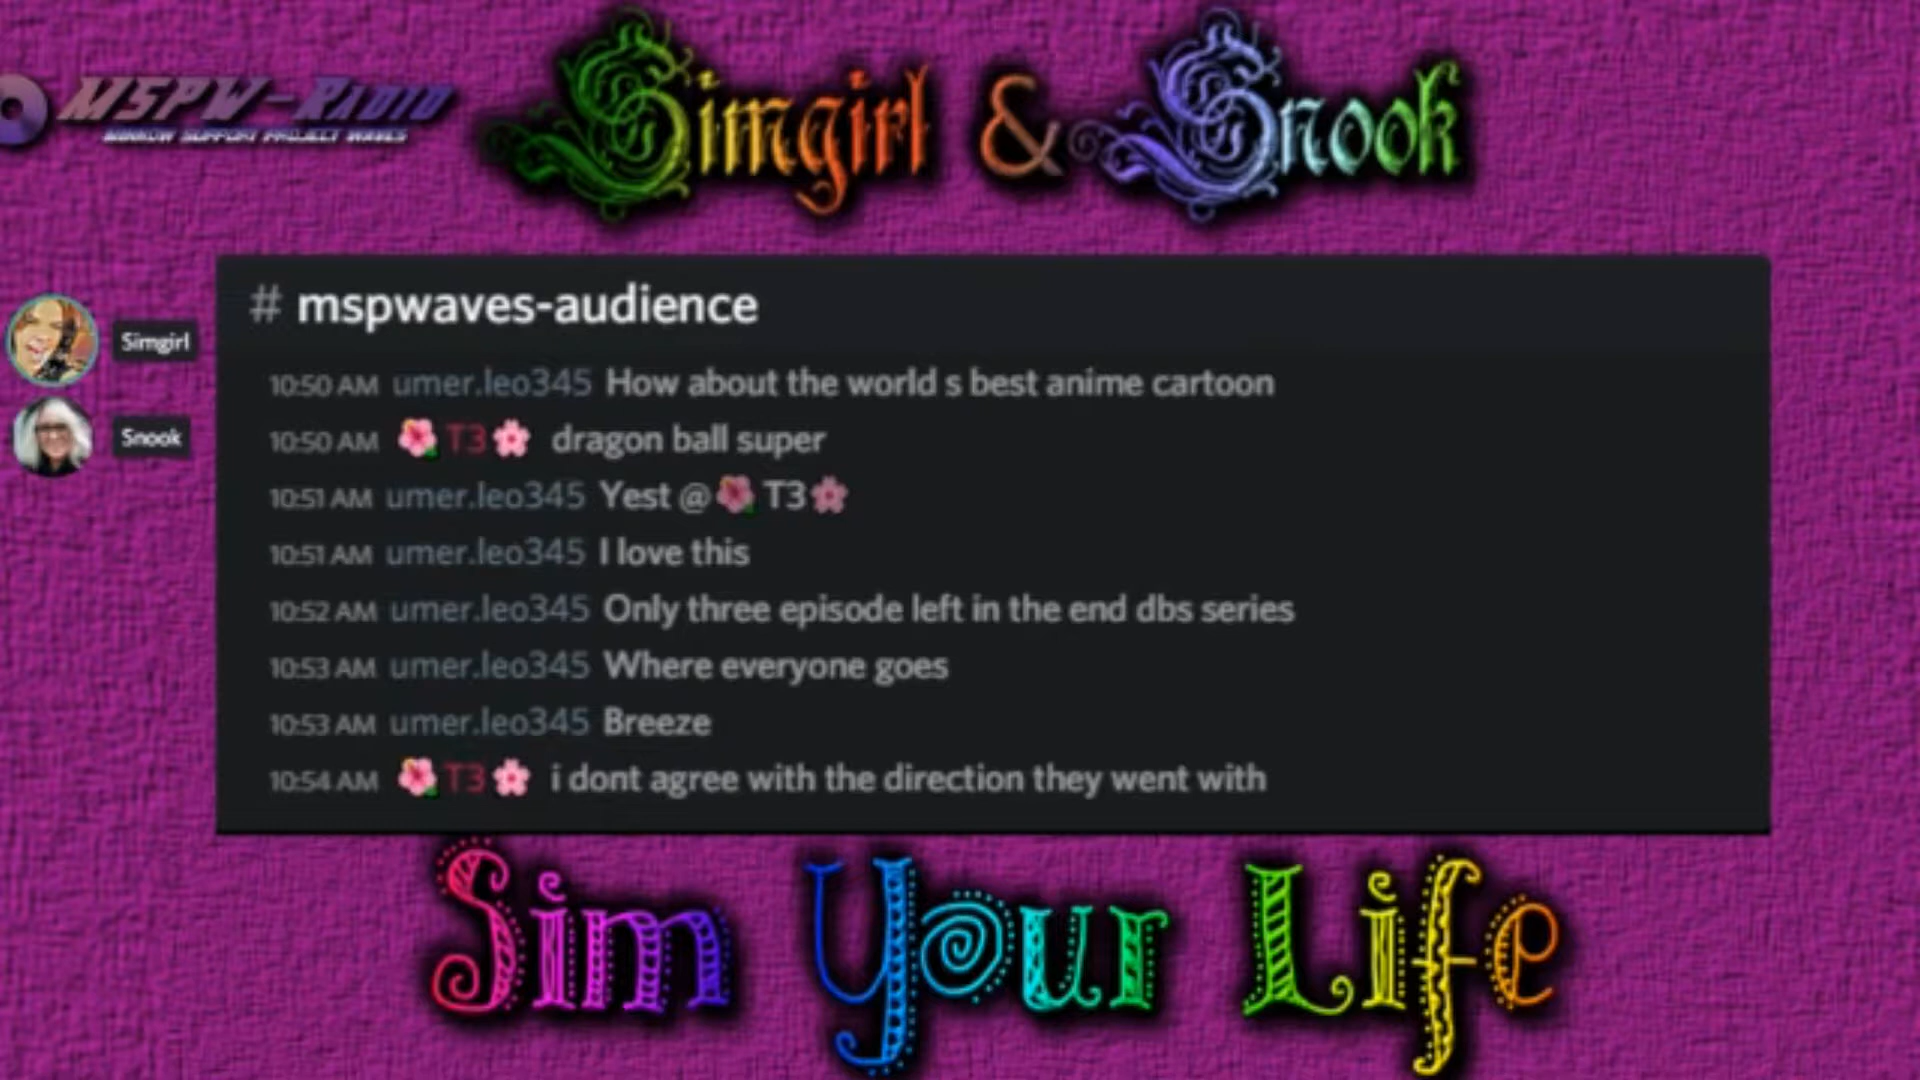 MSPW-Radio
MINNOW SUPPORT PROJECT WAVES
Simgirl & Snook
# mspwaves-audience
Simgirl
Snook
10:50 AM umer.leo345 How about the world s best anime cartoon
10:50 AM 🌺 T3🌸 dragon ball super
10:51 AM umer.leo345 Yest @🌺 T3🌸
10:51 AM umer.leo345 I love this
10:52 AM umer.leo345 Only three episode left in the end dbs series
10:53 AM umer.leo345 Where everyone goes
10:53 AM umer.leo345 Breeze
10:54 AM 🌺 T3🌸 i dont agree with the direction they went with
Sim Your Life